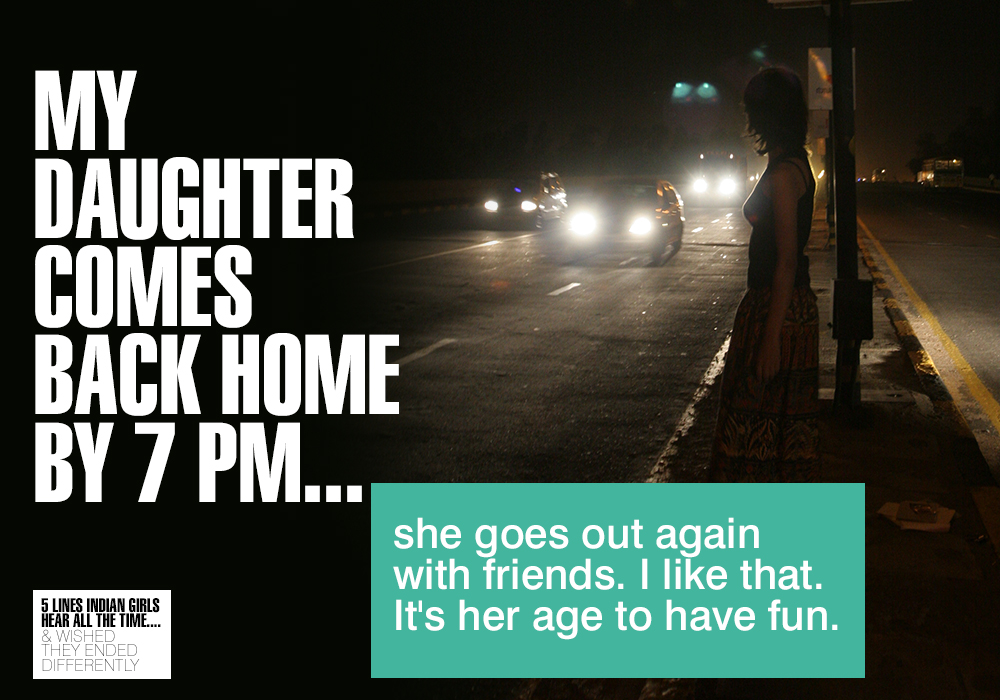 MY
DAUGHTER
COMES
BACK HOME
BY 7 PM...
she goes out again
with friends. I like that.
It's her age to have fun.
5 LINES INDIAN GIRLS
HEAR ALL THE TIME....
& WISHED
THEY ENDED
DIFFERENTLY